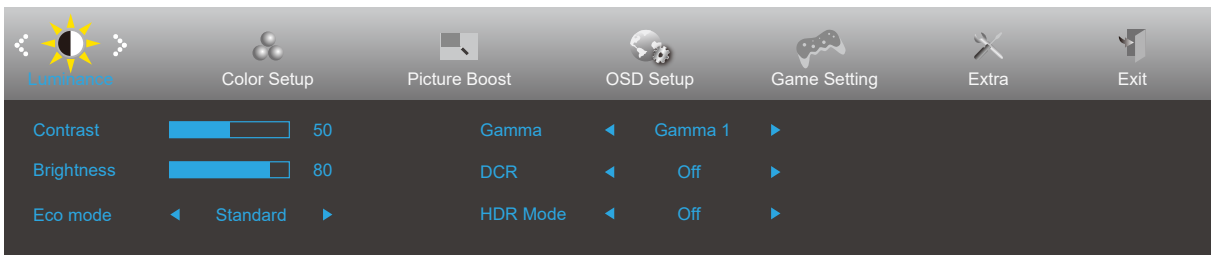 Luminance Color Setup Picture Boost OSD Setup Game Setting Extra Exit
Contrast 50 Gamma Gamma 1
Brightness 80 DCR Off
Eco mode Standard HDR Mode Off